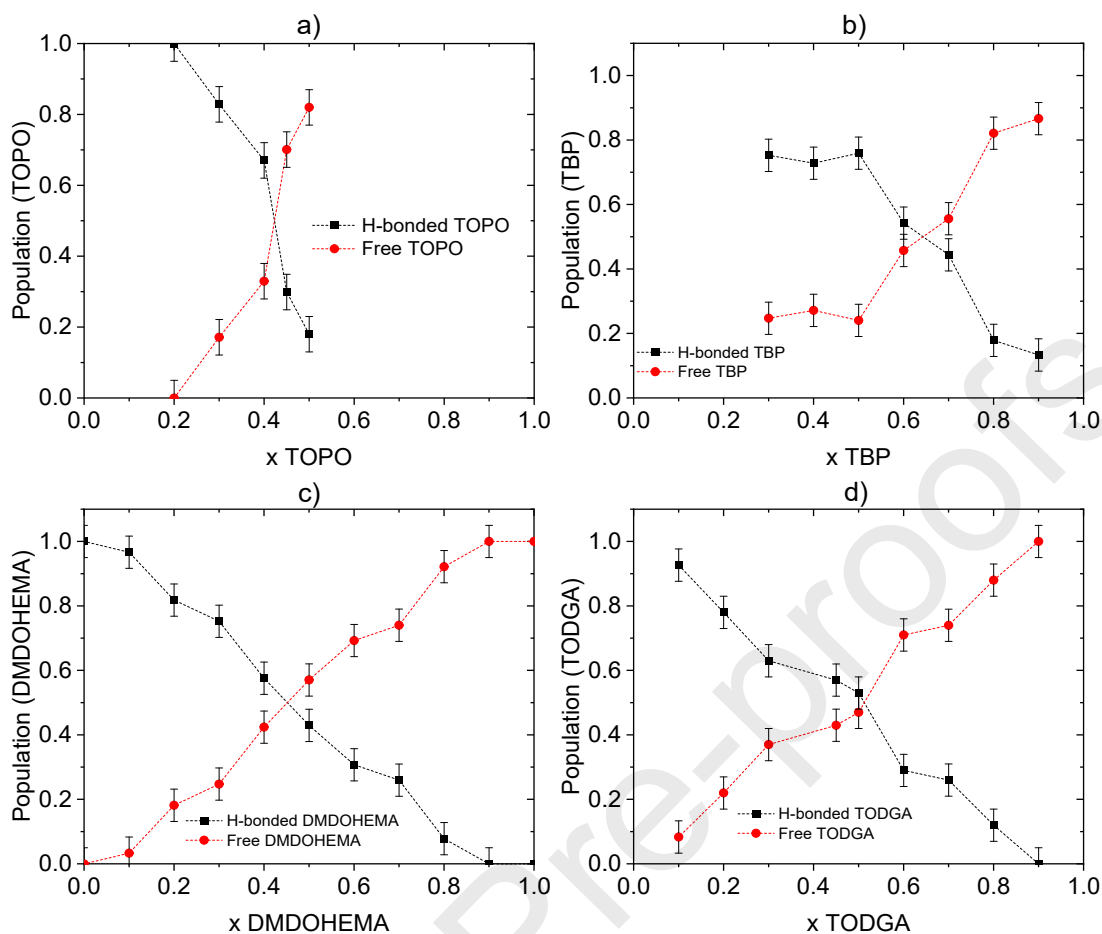 a)
Population (TOPO)
1.0
0.8
0.6
0.4
0.2
0.0
H-bonded TOPO
Free TOPO
0.0 0.2 0.4 0.6 0.8 1.0
x TOPO
b)
Population (TBP)
1.0
0.8
0.6
0.4
0.2
0.0
H-bonded TBP
Free TBP
0.0 0.2 0.4 0.6 0.8 1.0
x TBP
c)
Population (DMDOHEMA)
1.0
0.8
0.6
0.4
0.2
0.0
H-bonded DMDOHEMA
Free DMDOHEMA
0.0 0.2 0.4 0.6 0.8 1.0
x DMDOHEMA
d)
Population (TODGA)
1.0
0.8
0.6
0.4
0.2
0.0
H-bonded TODGA
Free TODGA
0.0 0.2 0.4 0.6 0.8 1.0
x TODGA
Pre-proofs